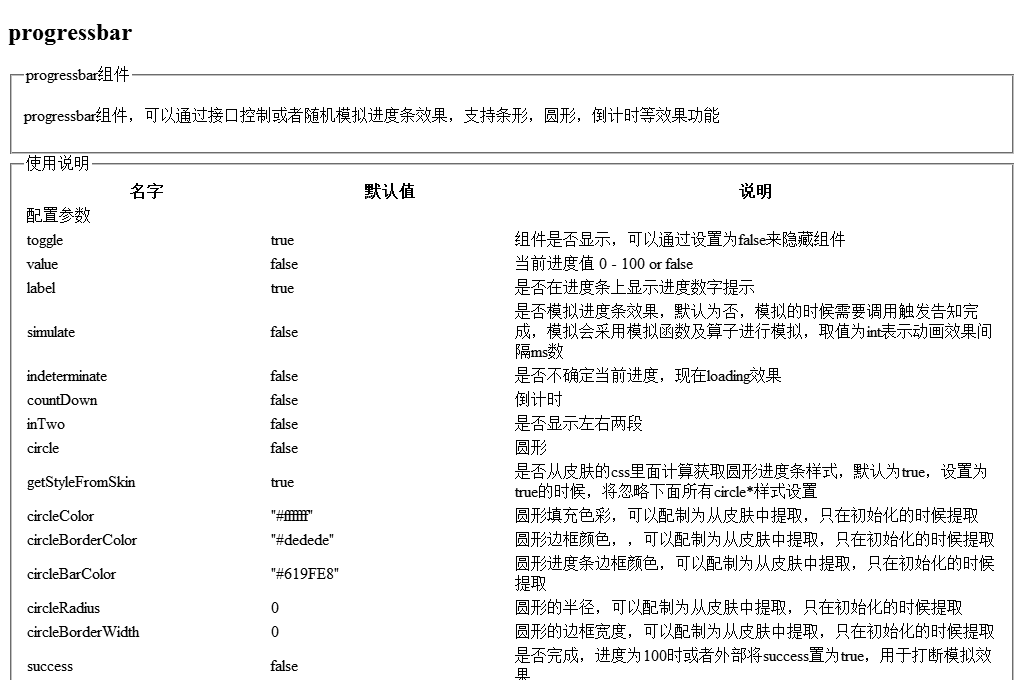 progressbar
progressbar组件
progressbar组件，可以通过接口控制或者随机模拟进度条效果，支持条形，圆形，倒计时等效果功能
使用说明
名字 默认值 说明
配置参数
toggle true 组件是否显示，可以通过设置为false来隐藏组件
value false 当前进度值 0 - 100 or false
label true 是否在进度条上显示进度数字提示
是否模拟进度条效果，默认为否，模拟的时候需要调用触发告知完
simulate false 成，模拟会采用模拟函数及算子进行模拟，取值为int表示动画效果间
隔ms数
indeterminate false 是否不确定当前进度，现在loading效果
countDown false 倒计时
inTwo false 是否显示左右两段
circle false 圆形
getStyleFromSkin true 是否从皮肤的css里面计算获取圆形进度条样式，默认为true，设置为
true的时候，将忽略下面所有circle*样式设置
circleColor "#ffffff" 圆形填充色彩，可以配制为从皮肤中提取，只在初始化的时候提取
circleBorderColor "#dedede" 圆形边框颜色，，可以配制为从皮肤中提取，只在初始化的时候提取
circleBarColor "#619FE8" 圆形进度条边框颜色，可以配制为从皮肤中提取，只在初始化的时候
提取
circleRadius 0 圆形的半径，可以配制为从皮肤中提取，只在初始化的时候提取
circleBorderWidth 0 圆形的边框宽度，可以配制为从皮肤中提取，只在初始化的时候提取
success false 是否完成，进度为100时或者外部将success置为true，用于打断模拟效
果